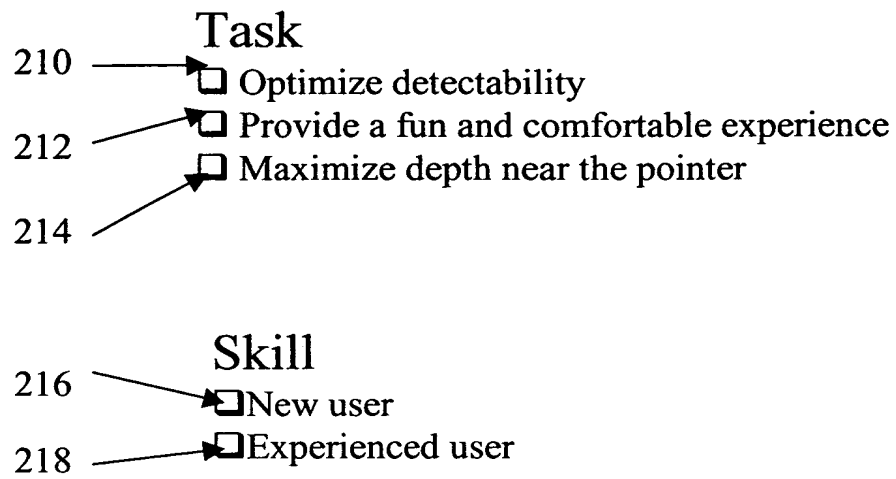 Task
210
Optimize detectability
212
Provide a fun and comfortable experience
Maximize depth near the pointer
214
Skill
216
New user
Experienced user
218